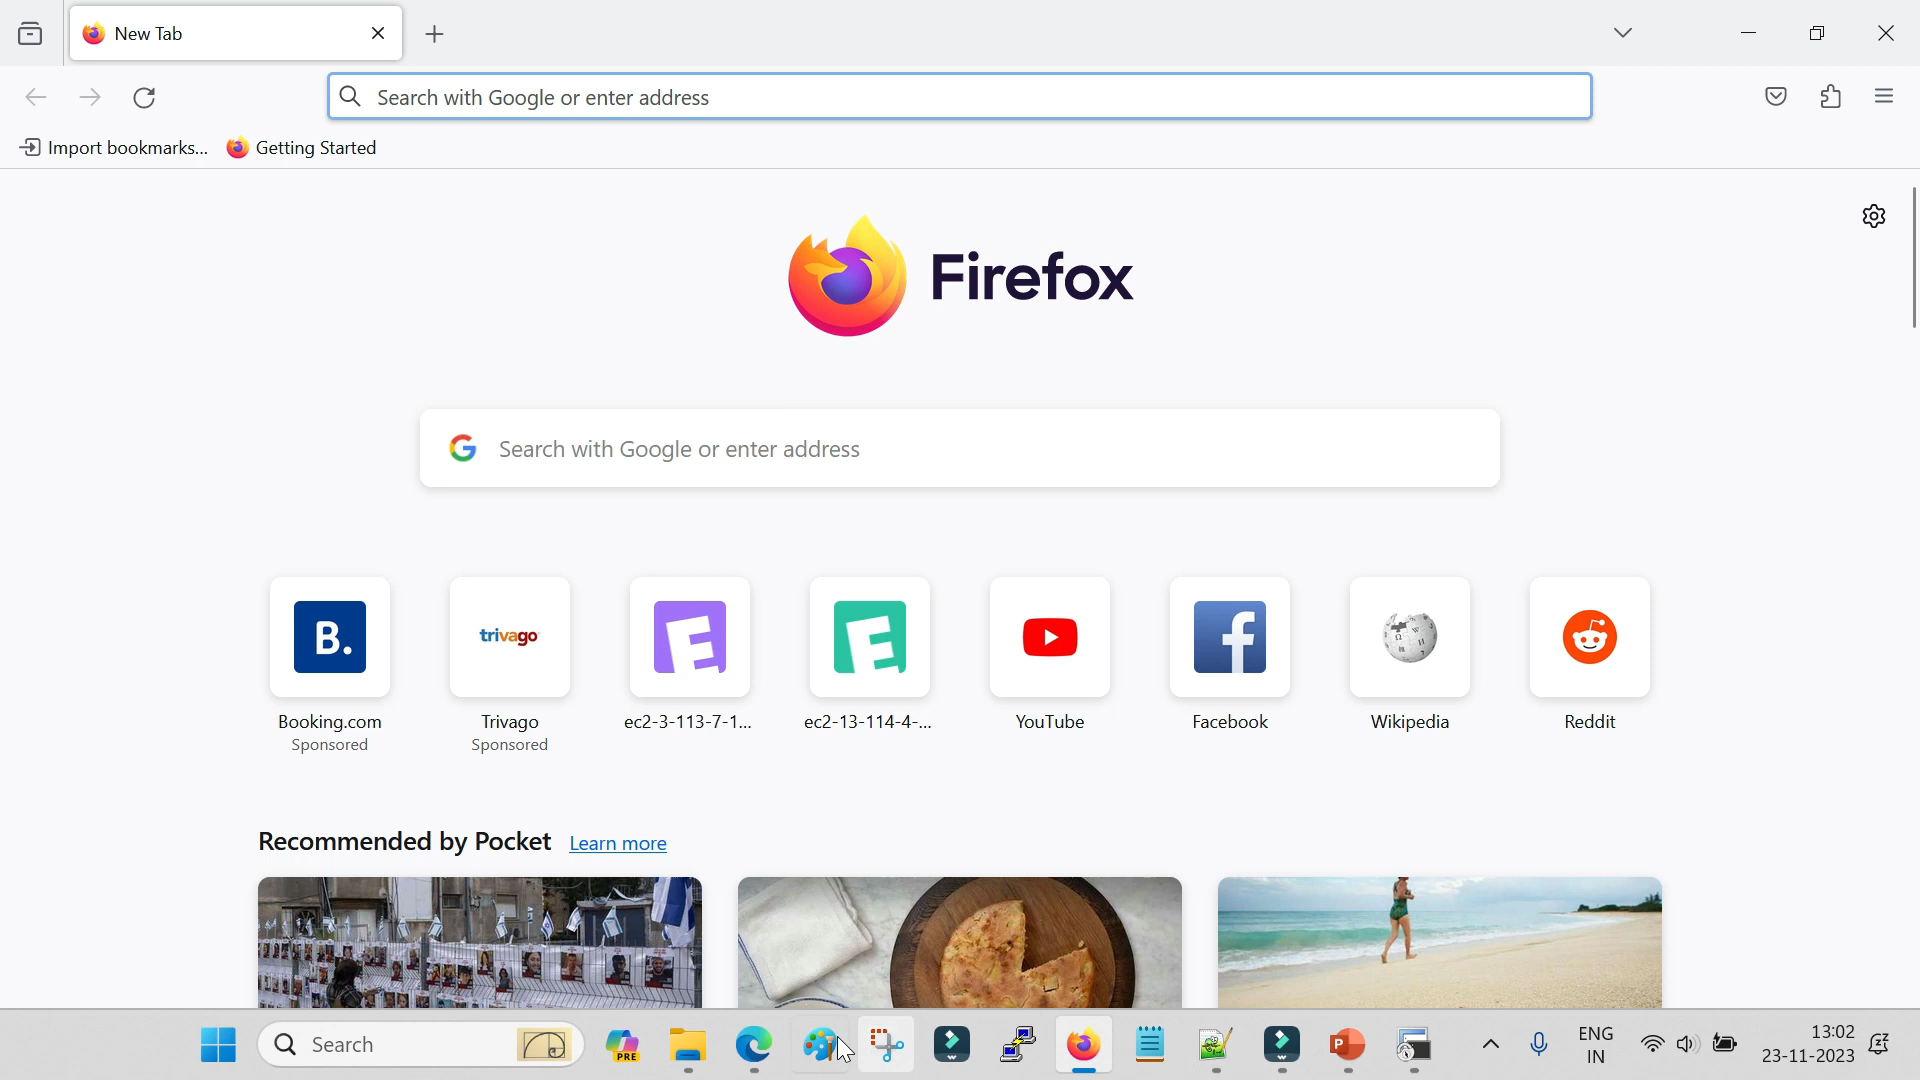 New Tab
Search with Google or enter address
Import bookmarks... Getting Started
Firefox
Search with Google or enter address
B.
trivago
Booking.com
Sponsored
Trivago
Sponsored
ec2-3-113-7-1...
ec2-13-114-4-...
YouTube
Facebook
Wikipedia
Reddit
Recommended by Pocket Learn more
Search
PRE
ENG
IN
13:02
23-11-2023